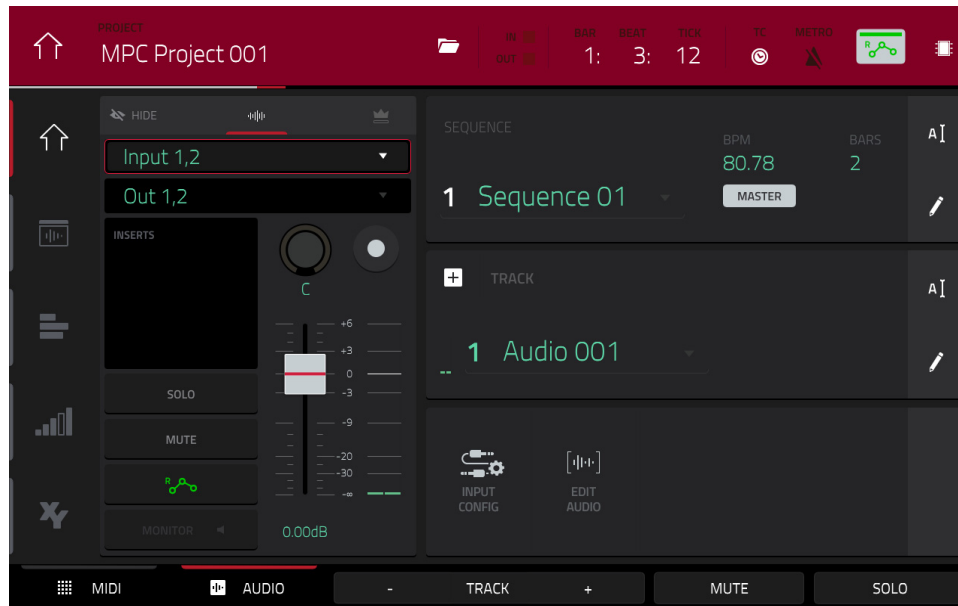 PROJECT
MPC Project 001
IN
OUT
BAR BEAT TICK
1: 3: 12
TC METRO
R
HIDE
Input 1,2
Out 1,2
INSERTS
C
+6
+3
0
-3
-9
-20
-30
-∞
SOLO
MUTE
R
MONITOR
0.00dB
SEQUENCE
1 Sequence 01
BPM
80.78
MASTER
BARS
2
A
TRACK
1 Audio 001
--
A
INPUT CONFIG
EDIT AUDIO
XY
MIDI AUDIO - TRACK + MUTE SOLO